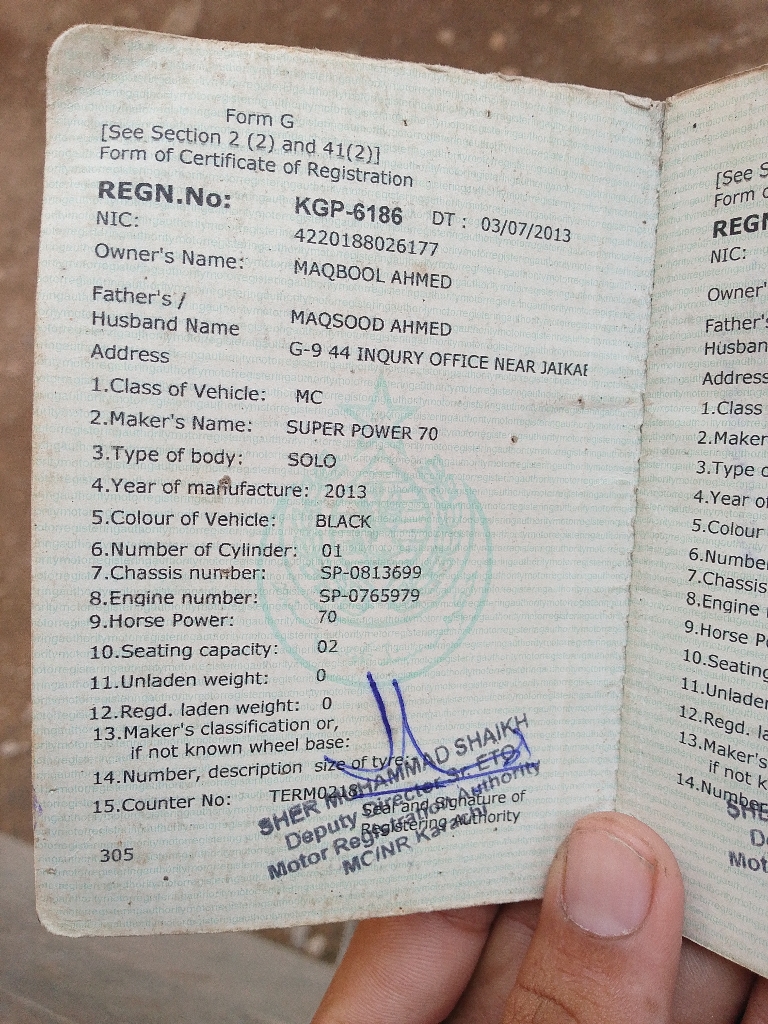 Form G
[See Section 2 (2) and 41(2)]
Form of Certificate of Registration
REGN.No: KGP-6186 DT : 03/07/2013
NIC: 4220188026177
Owner's Name: MAQBOOL AHMED
Father's /
Husband Name MAQSOOD AHMED
Address G-9 44 INQURY OFFICE NEAR JAIKAE
1.Class of Vehicle: MC
2.Maker's Name: SUPER POWER 70
3.Type of body: SOLO
4.Year of manufacture: 2013
5.Colour of Vehicle: BLACK
6.Number of Cylinder: 01
7.Chassis number: SP-0813699
8.Engine number: SP-0765979
9.Horse Power: 70
10.Seating capacity: 02
11.Unladen weight: 0
12.Regd. laden weight: 0
13.Maker's classification or,
if not known wheel base:
14.Number, description size of tyre:
15.Counter No: TERM0218
Seal and Signature of
Registering Authority
SHER MUHAMMAD SHAIKH
Deputy Director Sr. ETO
Motor Registration Authority
MC/NR Karachi
305
[See S
Form o
REGN
NIC:
Owner'
Father's
Husban
Address
1.Class
2.Maker
3.Type o
4.Year o
5.Colour
6.Numbe
7.Chassis
8.Engine
9.Horse P
10.Seating
11.Unlade
12.Regd. la
13.Maker's
if not k
14.Number
SHE
De
Mot